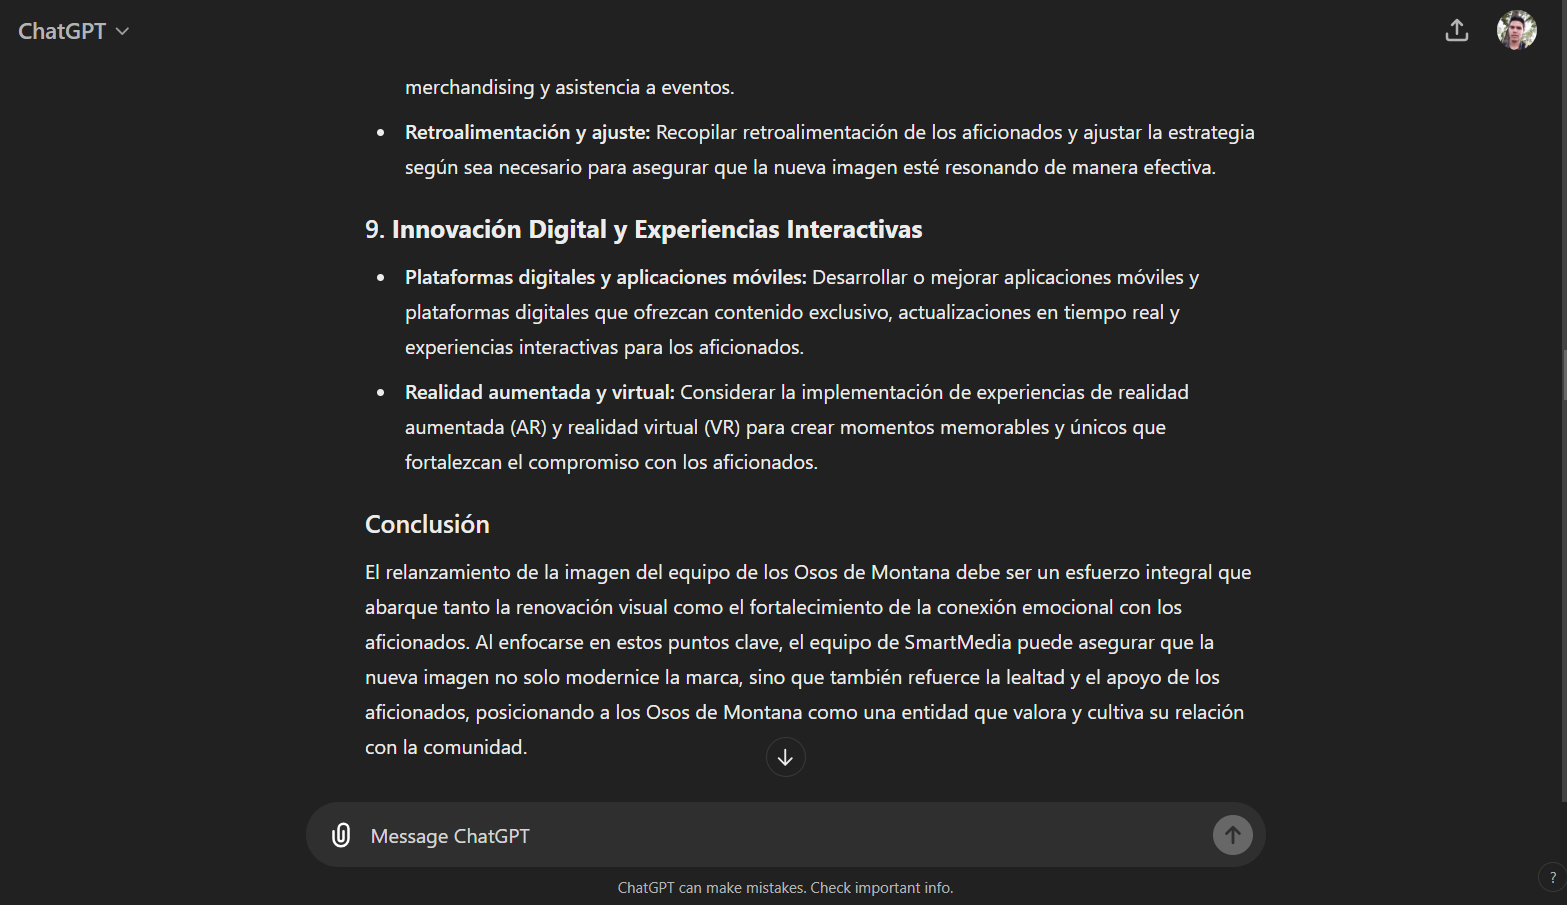 ChatGPT
merchandising y asistencia a eventos.
Retroalimentación y ajuste: Recopilar retroalimentación de los aficionados y ajustar la estrategia
según sea necesario para asegurar que la nueva imagen esté resonando de manera efectiva.
9. Innovación Digital y Experiencias Interactivas
Plataformas digitales y aplicaciones móviles: Desarrollar o mejorar aplicaciones móviles y
plataformas digitales que ofrezcan contenido exclusivo, actualizaciones en tiempo real y
experiencias interactivas para los aficionados.
Realidad aumentada y virtual: Considerar la implementación de experiencias de realidad
aumentada (AR) y realidad virtual (VR) para crear momentos memorables y únicos que
fortalezcan el compromiso con los aficionados.
Conclusión
El relanzamiento de la imagen del equipo de los Osos de Montana debe ser un esfuerzo integral que
abarque tanto la renovación visual como el fortalecimiento de la conexión emocional con los
aficionados. Al enfocarse en estos puntos clave, el equipo de SmartMedia puede asegurar que la
nueva imagen no solo modernice la marca, sino que también refuerce la lealtad y el apoyo de los
aficionados, posicionando a los Osos de Montana como una entidad que valora y cultiva su relación
con la comunidad.
Message ChatGPT
ChatGPT can make mistakes. Check important info.
?